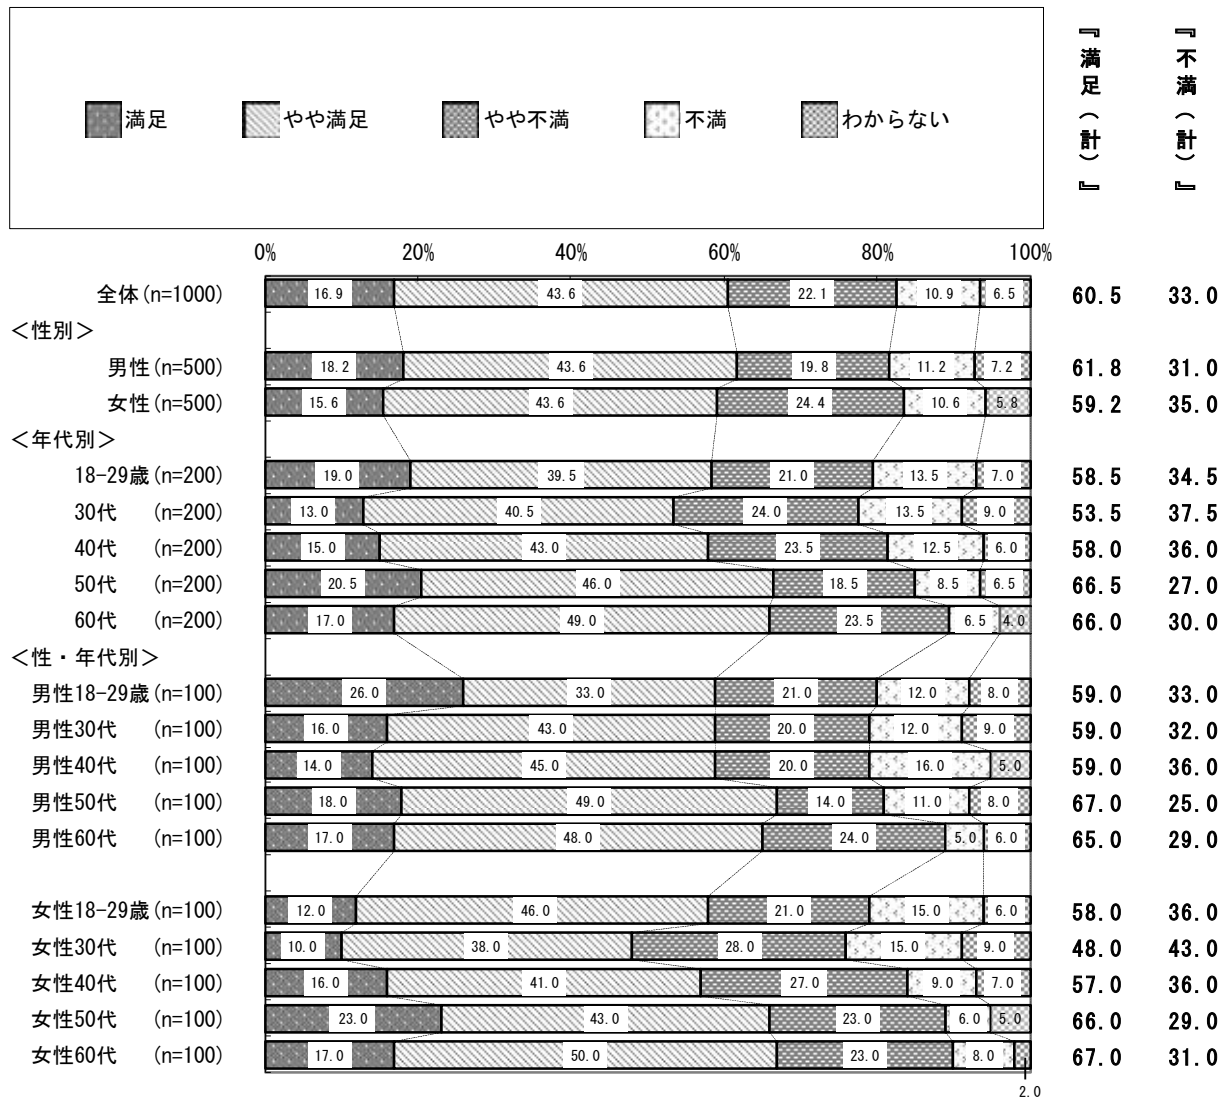 満足 やや満足 やや不満 不満 わからない 『満足(計)』 『不満(計)』
0% 20% 40% 60% 80% 100%
全体(n=1000) 16.9 43.6 22.1 10.9 6.5 60.5 33.0
<性別>
男性(n=500) 18.2 43.6 19.8 11.2 7.2 61.8 31.0
女性(n=500) 15.6 43.6 24.4 10.6 5.8 59.2 35.0
<年代別>
18-29歳(n=200) 19.0 39.5 21.0 13.5 7.0 58.5 34.5
30代 (n=200) 13.0 40.5 24.0 13.5 9.0 53.5 37.5
40代 (n=200) 15.0 43.0 23.5 12.5 6.0 58.0 36.0
50代 (n=200) 20.5 46.0 18.5 8.5 6.5 66.5 27.0
60代 (n=200) 17.0 49.0 23.5 6.5 4.0 66.0 30.0
<性・年代別>
男性18-29歳(n=100) 26.0 33.0 21.0 12.0 8.0 59.0 33.0
男性30代 (n=100) 16.0 43.0 20.0 12.0 9.0 59.0 32.0
男性40代 (n=100) 14.0 45.0 20.0 16.0 5.0 59.0 36.0
男性50代 (n=100) 18.0 49.0 14.0 11.0 8.0 67.0 25.0
男性60代 (n=100) 17.0 48.0 24.0 5.0 6.0 65.0 29.0
女性18-29歳(n=100) 12.0 46.0 21.0 15.0 6.0 58.0 36.0
女性30代 (n=100) 10.0 38.0 28.0 15.0 9.0 48.0 43.0
女性40代 (n=100) 16.0 41.0 27.0 9.0 7.0 57.0 36.0
女性50代 (n=100) 23.0 43.0 23.0 6.0 5.0 66.0 29.0
女性60代 (n=100) 17.0 50.0 23.0 8.0 67.0 31.0
2.0